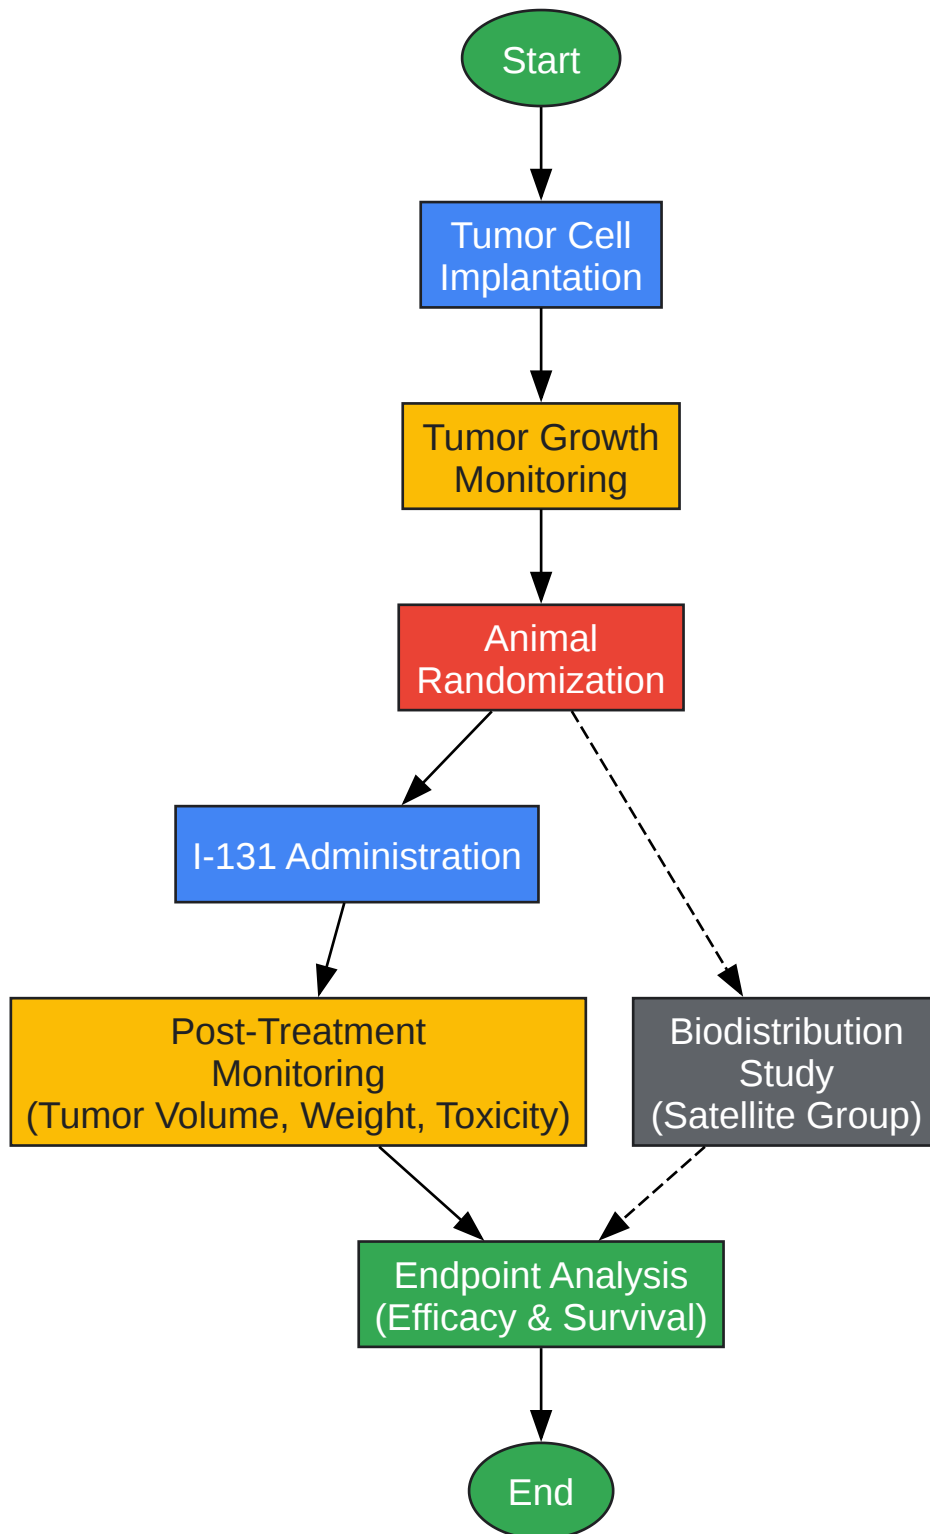 Start
Tumor Cell
Implantation
Tumor Growth
Monitoring
Animal
Randomization
I-131 Administration
Post-Treatment
Monitoring
(Tumor Volume, Weight, Toxicity)
Biodistribution
Study
(Satellite Group)
Endpoint Analysis
(Efficacy & Survival)
End